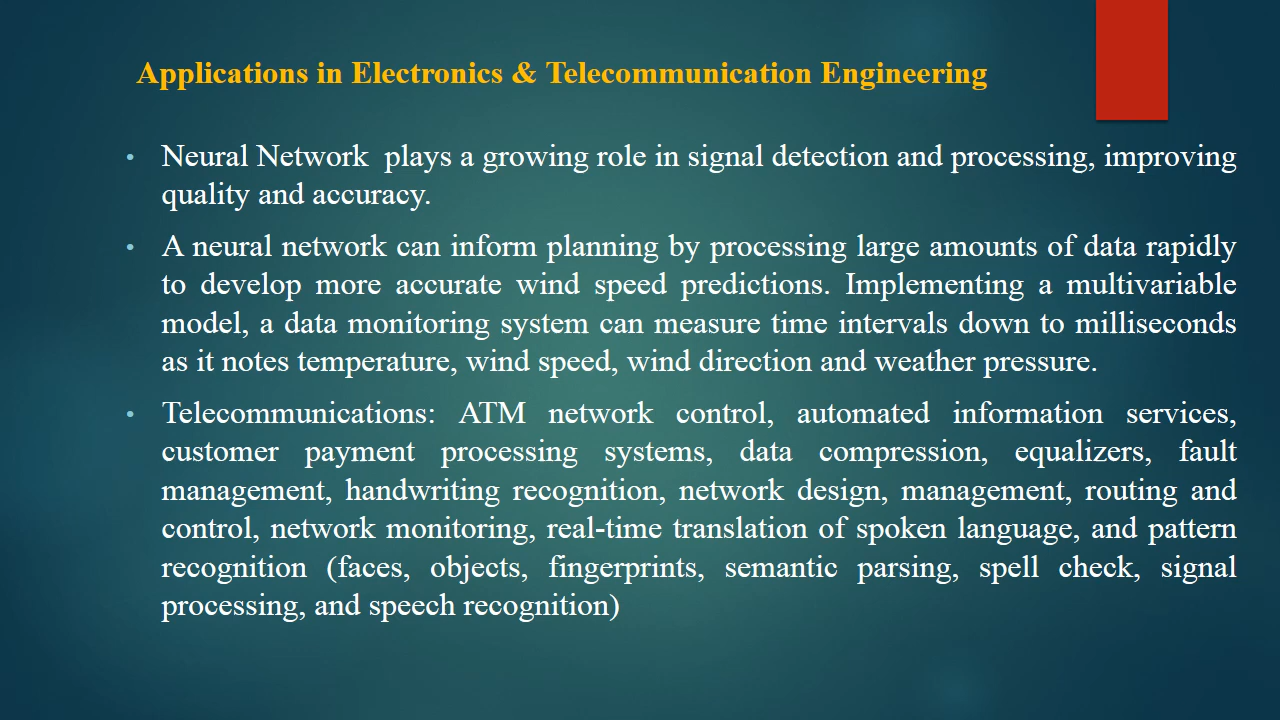 Applications in Electronics & Telecommunication Engineering
• Neural Network  plays a growing role in signal detection and processing, improving
quality and accuracy.
• A neural network can inform planning by processing large amounts of data rapidly
to develop more accurate wind speed predictions. Implementing a multivariable
model, a data monitoring system can measure time intervals down to milliseconds
as it notes temperature, wind speed, wind direction and weather pressure.
• Telecommunications: ATM network control, automated information services,
customer payment processing systems, data compression, equalizers, fault
management, handwriting recognition, network design, management, routing and
control, network monitoring, real-time translation of spoken language, and pattern
recognition (faces, objects, fingerprints, semantic parsing, spell check, signal
processing, and speech recognition)